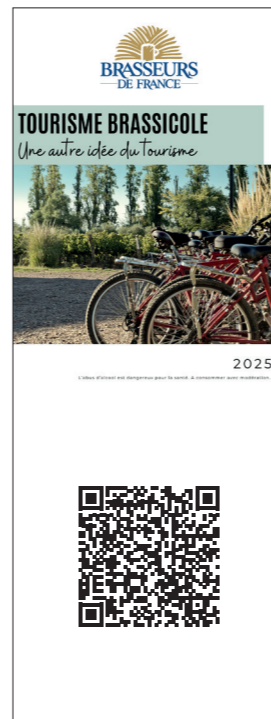 BRASSEURS
DE FRANCE
TOURISME BRASSICOLE
Une autre idée du tourisme
2025
L'abus d'alcool est dangereux pour la santé. A consommer avec modération.